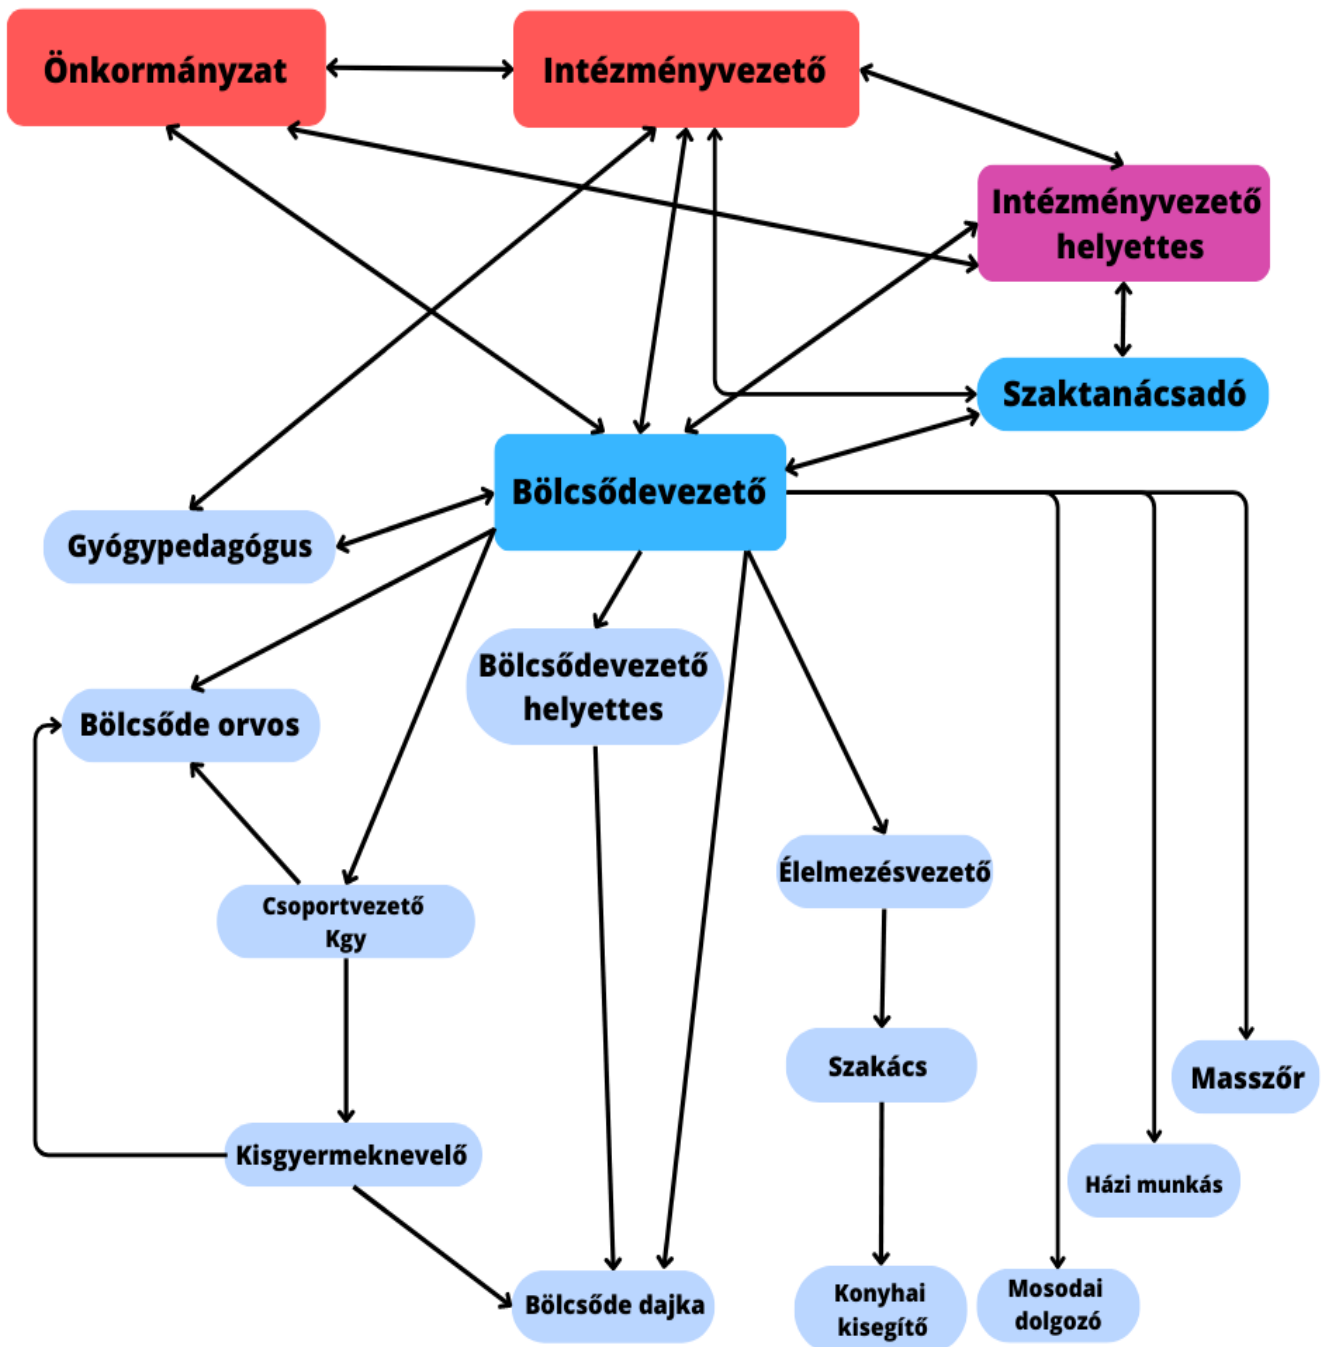 Önkormányzat
Intézményvezető
Intézményvezető
helyettes
Szaktanácsadó
Bölcsődevezető
Gyógypedagógus
Bölcsődevezető
helyettes
Bölcsőde orvos
Élelmezésvezető
Csoportvezető
Kgy
Szakács
Masszőr
Kisgyermeknevelő
Házi munkás
Bölcsőde dajka
Konyhai
kisegítő
Mosodai
dolgozó